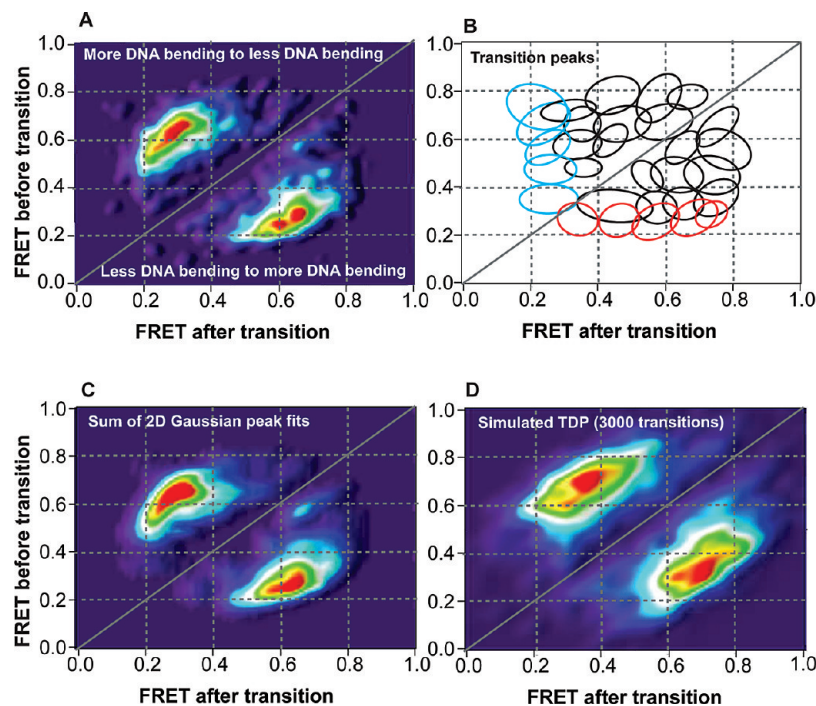 A
B
More DNA bending to less DNA bending
Less DNA bending to more DNA bending
FRET before transition
1.0
0.8
0.6
0.4
0.2
0.0
0.0 0.2 0.4 0.6 0.8 1.0
FRET after transition
Transition peaks
1.0
0.8
0.6
0.4
0.2
0.0
0.0 0.2 0.4 0.6 0.8 1.0
FRET after transition
C
D
Sum of 2D Gaussian peak fits
FRET before transition
1.0
0.8
0.6
0.4
0.2
0.0
0.0 0.2 0.4 0.6 0.8 1.0
FRET after transition
Simulated TDP (3000 transitions)
1.0
0.8
0.6
0.4
0.2
0.0
0.0 0.2 0.4 0.6 0.8 1.0
FRET after transition